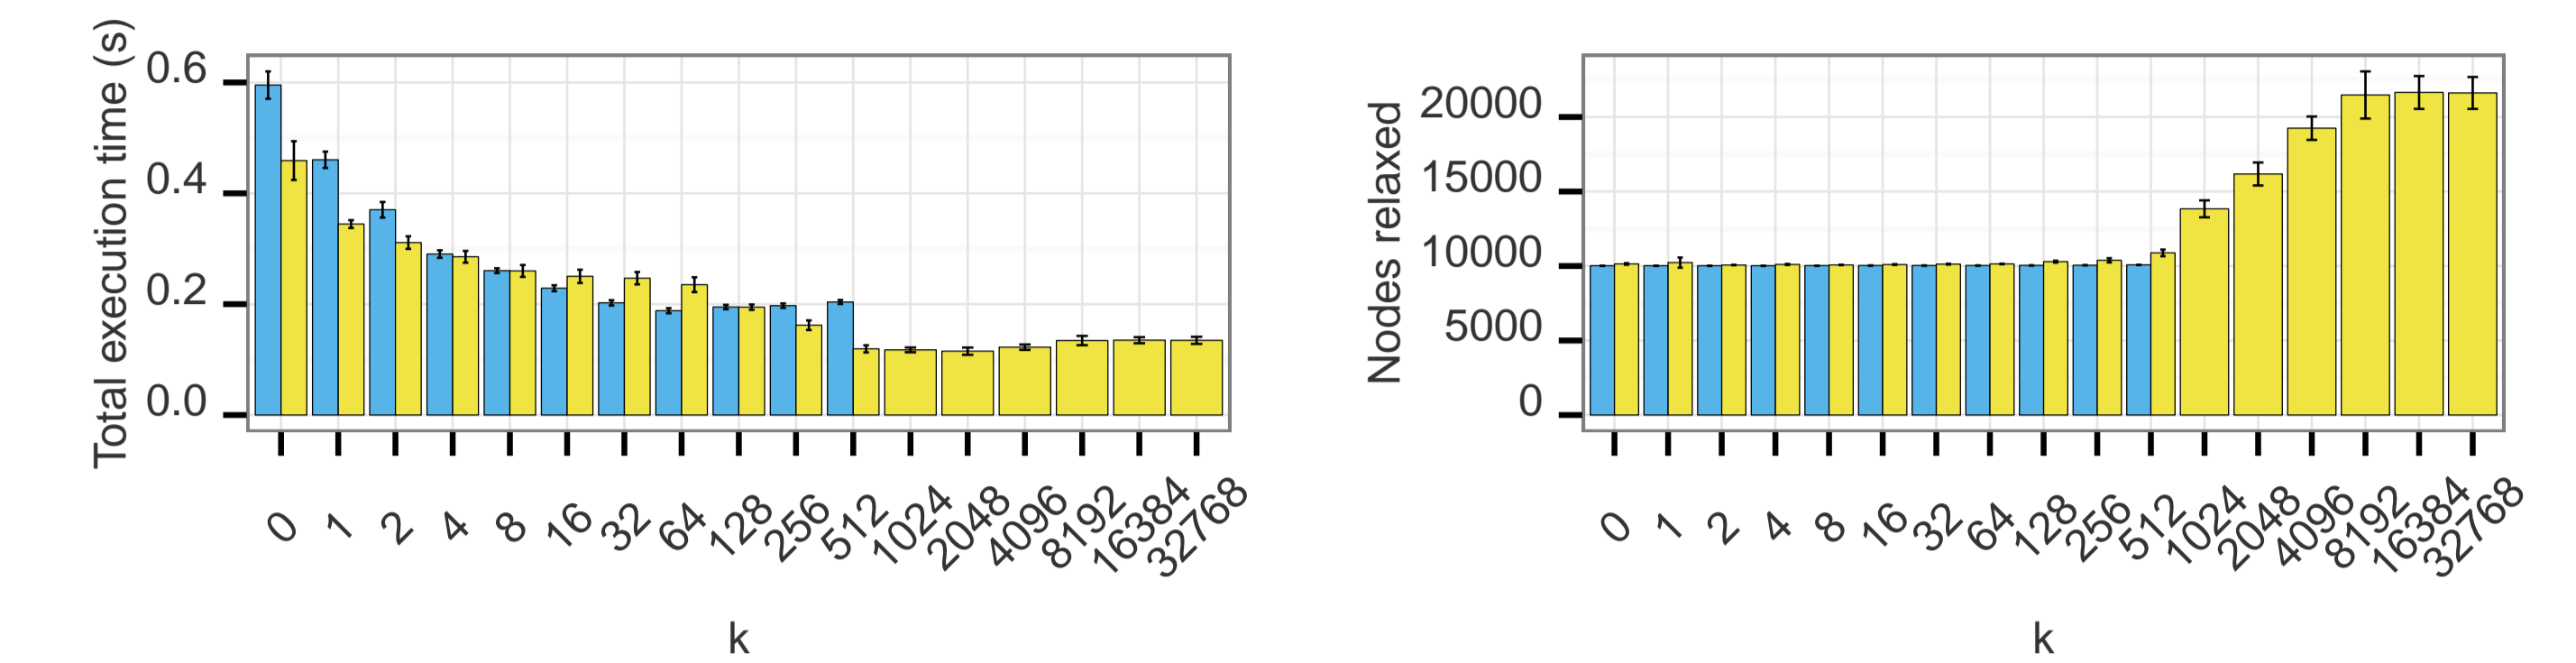 Total execution time (s)
0.6
0.4
0.2
0.0
0 1 2 4 8 16 32 64 128 256 512 1024 2048 4096 8192 16384 32768
k
Nodes relaxed
20000
15000
10000
5000
0
0 1 2 4 8 16 32 64 128 256 512 1024 2048 4096 8192 16384 32768
k